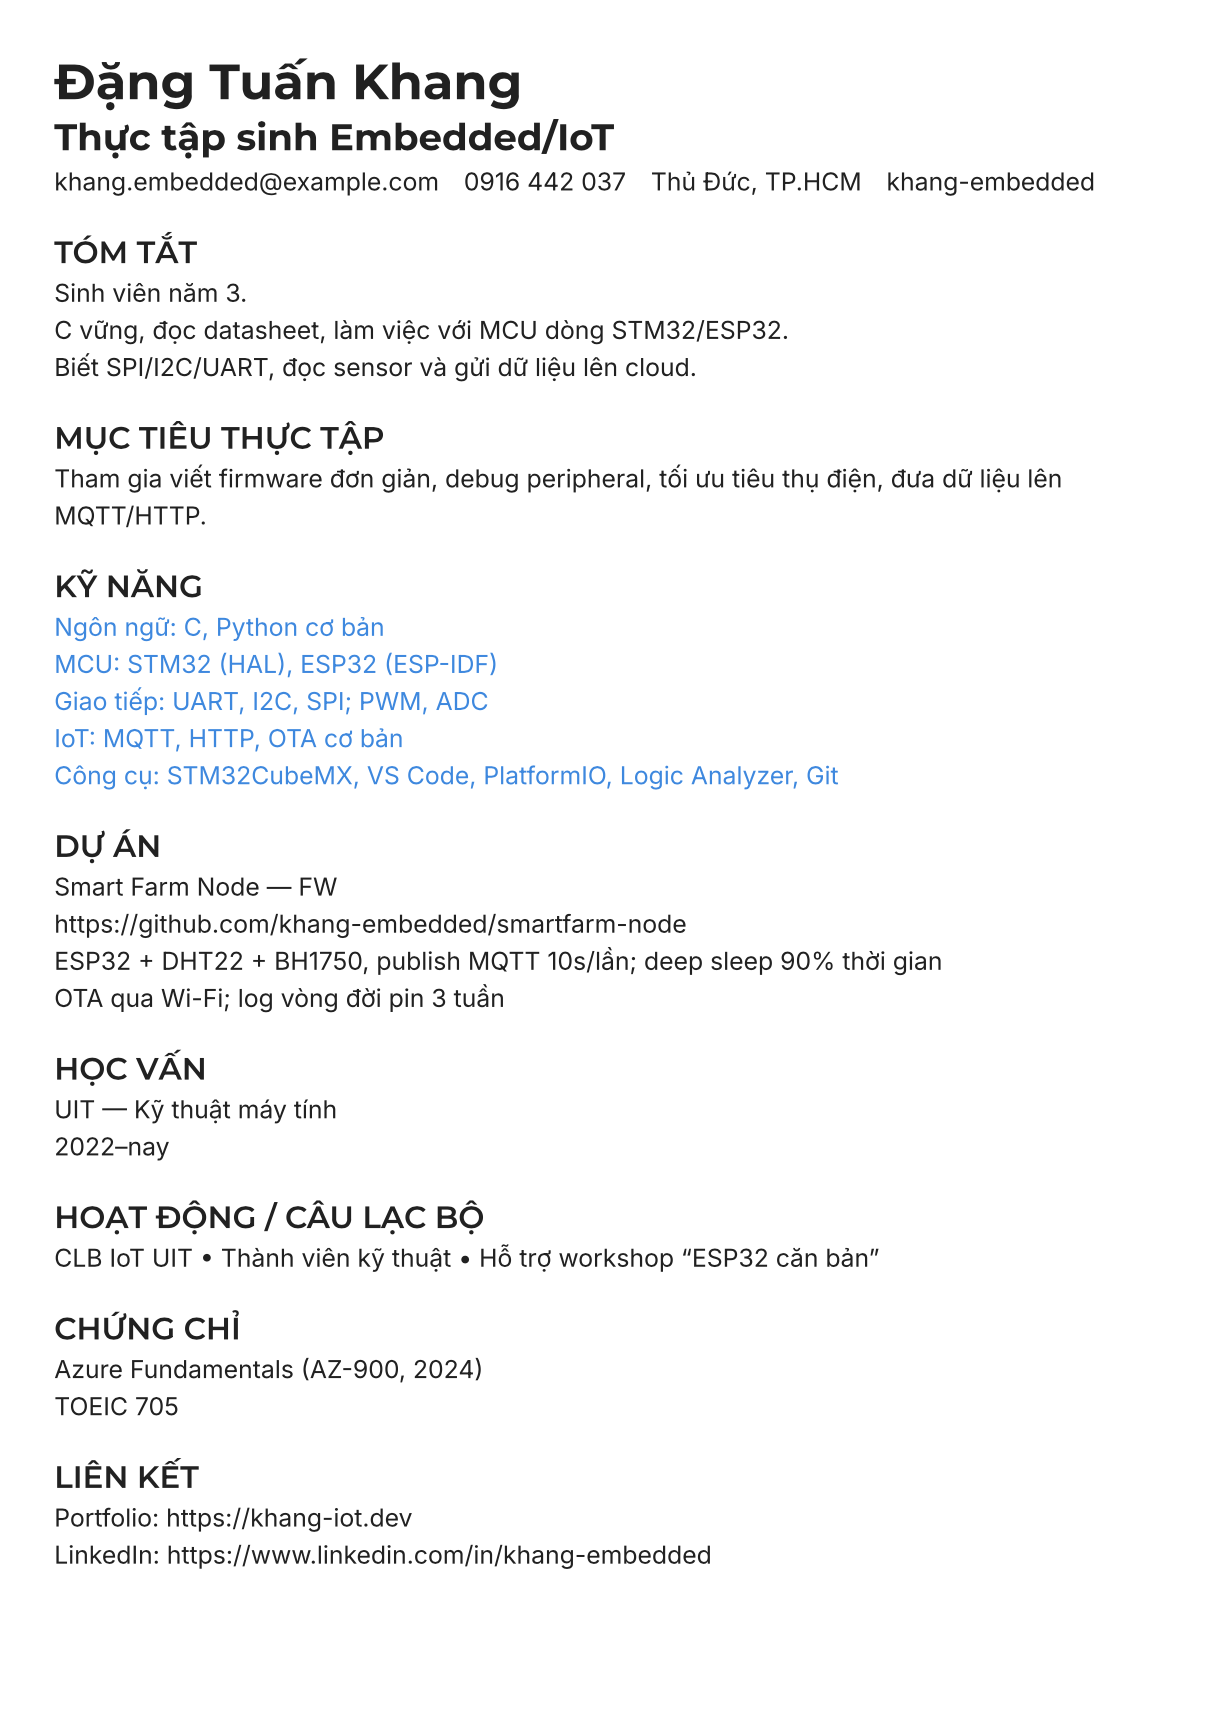 Đặng Tuấn Khang
Thực tập sinh Embedded/IoT
khang.embedded@example.com 0916 442 037 Thủ Đức, TP.HCM khang-embedded
TÓM TẮT
Sinh viên năm 3.
C vững, đọc datasheet, làm việc với MCU dòng STM32/ESP32.
Biết SPI/I2C/UART, đọc sensor và gửi dữ liệu lên cloud.
MỤC TIÊU THỰC TẬP
Tham gia viết firmware đơn giản, debug peripheral, tối ưu tiêu thụ điện, đưa dữ liệu lên
MQTT/HTTP.
KỸ NĂNG
Ngôn ngữ: C, Python cơ bản
MCU: STM32 (HAL), ESP32 (ESP-IDF)
Giao tiếp: UART, I2C, SPI; PWM, ADC
IoT: MQTT, HTTP, OTA cơ bản
Công cụ: STM32CubeMX, VS Code, PlatformIO, Logic Analyzer, Git
DỰ ÁN
Smart Farm Node — FW
https://github.com/khang-embedded/smartfarm-node
ESP32 + DHT22 + BH1750, publish MQTT 10s/lần; deep sleep 90% thời gian
OTA qua Wi-Fi; log vòng đời pin 3 tuần
HỌC VẤN
UIT — Kỹ thuật máy tính
2022–nay
HOẠT ĐỘNG / CÂU LẠC BỘ
CLB IoT UIT • Thành viên kỹ thuật • Hỗ trợ workshop “ESP32 căn bản”
CHỨNG CHỈ
Azure Fundamentals (AZ-900, 2024)
TOEIC 705
LIÊN KẾT
Portfolio: https://khang-iot.dev
LinkedIn: https://www.linkedin.com/in/khang-embedded